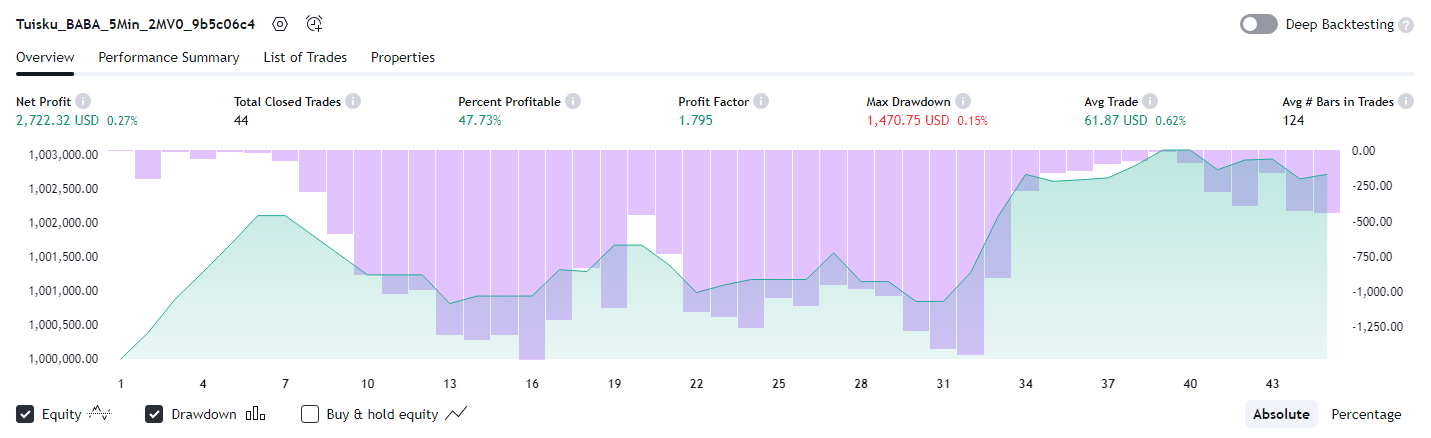 Tuisku_BABA_5Min_2MV0_9b5c06c4 Deep Backtesting ?
Overview Performance Summary List of Trades Properties
Net Profit i Total Closed Trades i Percent Profitable i Profit Factor i Max Drawdown i Avg Trade i Avg # Bars in Trades i
2,722.32 USD 0.27% 44 47.73% 1.795 1,470.75 USD 0.15% 61.87 USD 0.62% 124
1,003,000.00 0.00
1,002,500.00 -250.00
1,002,000.00 -500.00
1,001,500.00 -750.00
1,001,000.00 -1,000.00
1,000,500.00 -1,250.00
1,000,000.00
1 4 7 10 13 16 19 22 25 28 31 34 37 40 43
Equity Drawdown Buy & hold equity Absolute Percentage